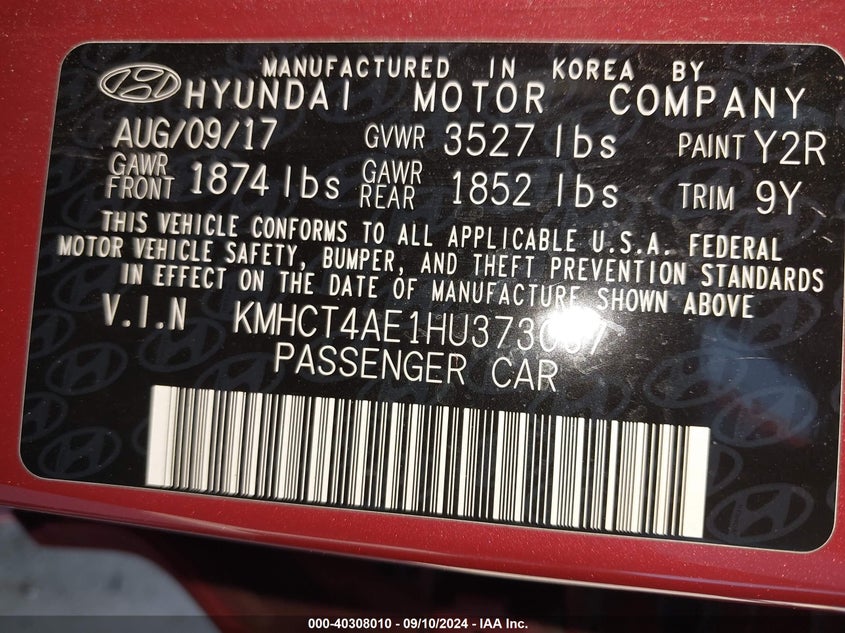 MANUFACTURED IN KOREA BY
HYUNDAI MOTOR COMPANY
AUG/09/17 GVWR 3527 lbs PAINT Y2R
GAWR FRONT 1874 lbs GAWR REAR 1852 lbs TRIM 9Y
THIS VEHICLE CONFORMS TO ALL APPLICABLE U.S.A. FEDERAL
MOTOR VEHICLE SAFETY, BUMPER, AND THEFT PREVENTION STANDARDS
IN EFFECT ON THE DATE OF MANUFACTURE SHOWN ABOVE
V.I.N
PASSENGER CAR
000-40308010 - 09/10/2024 - IAA Inc.